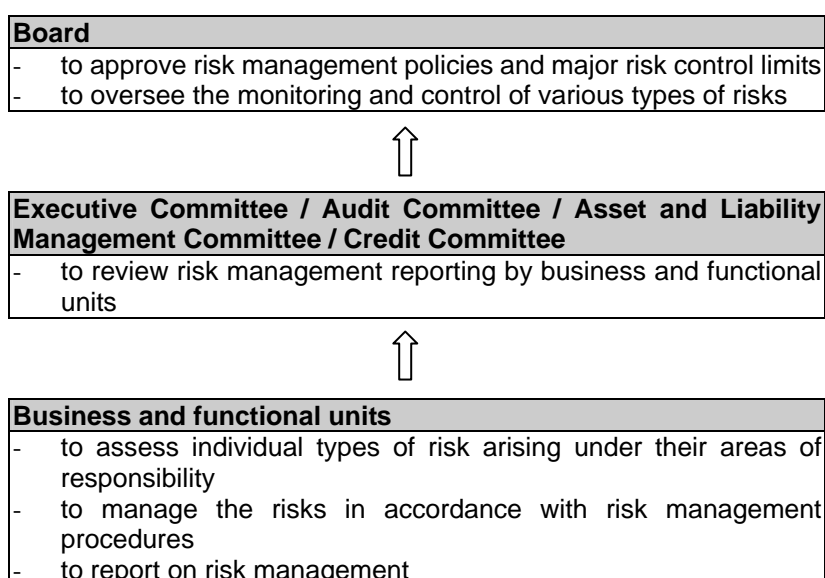 Board
- to approve risk management policies and major risk control limits
- to oversee the monitoring and control of various types of risks
Executive Committee / Audit Committee / Asset and Liability
Management Committee / Credit Committee
- to review risk management reporting by business and functional
units
Business and functional units
- to assess individual types of risk arising under their areas of
responsibility
- to manage the risks in accordance with risk management
procedures
- to report on risk management